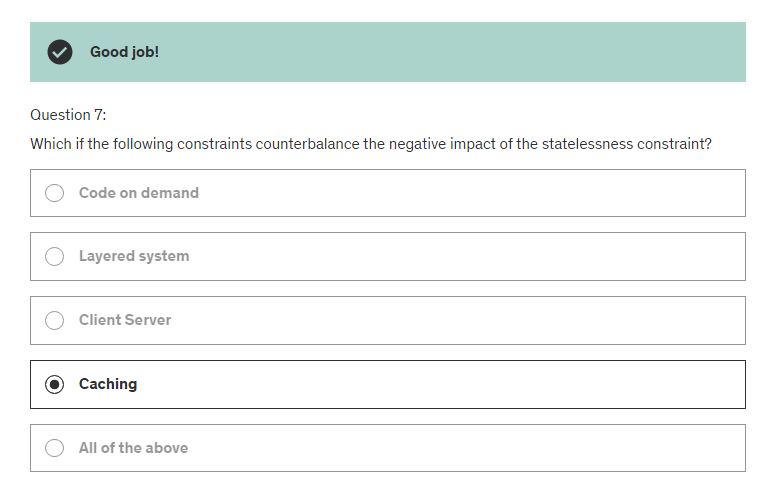 Good job!
Question 7:
Which if the following constraints counterbalance the negative impact of the statelessness constraint?
Code on demand
Layered system
Client Server
Caching
All of the above